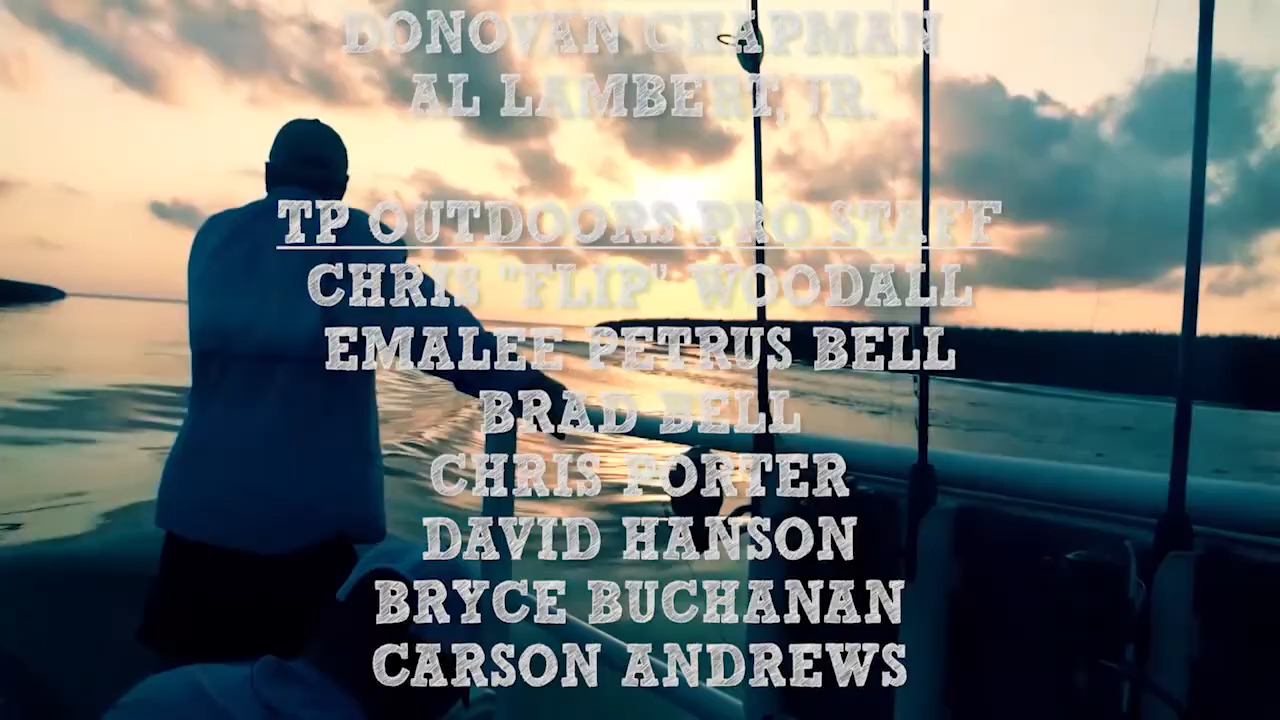 DONOVAN CHAPMAN
AL LAMBERT, JR.
TP OUTDOORS PRO STAFF
CHRIS "FLIP" WOODALL
EMALEE PETRUS BELL
BRAD BELL
CHRIS PORTER
DAVID HANSON
BRYCE BUCHANAN
CARSON ANDREWS